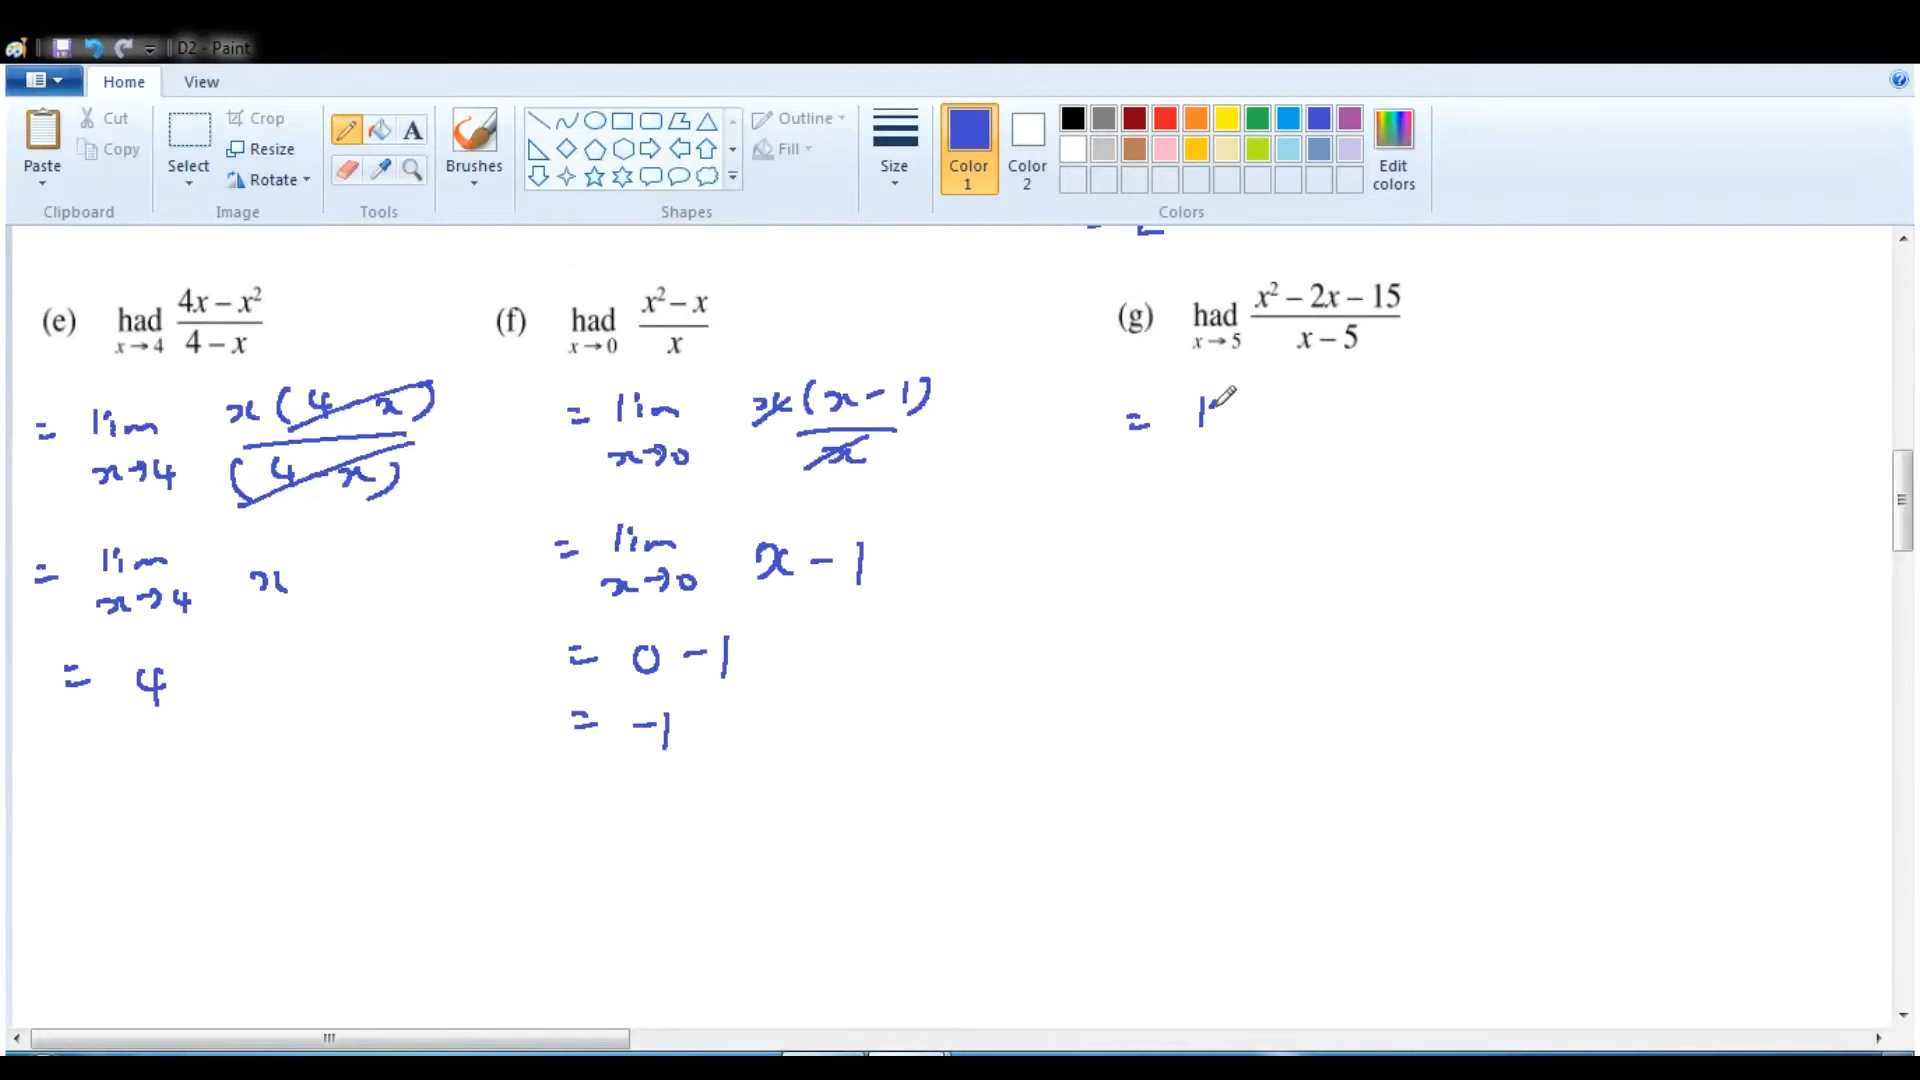 D2 - Paint
Home View
Paste
Cut
Copy
Clipboard
Select
Crop
Resize
Rotate
Image
A
Tools
Brushes
Shapes
Outline
Fill
Size
Color 1
Color 2
Edit colors
Colors
(e) had x→4 4x – x² / 4 – x
= lim x→4 x(4 - x) / (4 - x)
= lim x→4 x
= 4
(f) had x→0 x² – x / x
= lim x→0 x(x - 1) / x
= lim x→0 x - 1
= 0 - 1
= -1
(g) had x→5 x² – 2x – 15 / x – 5
= l